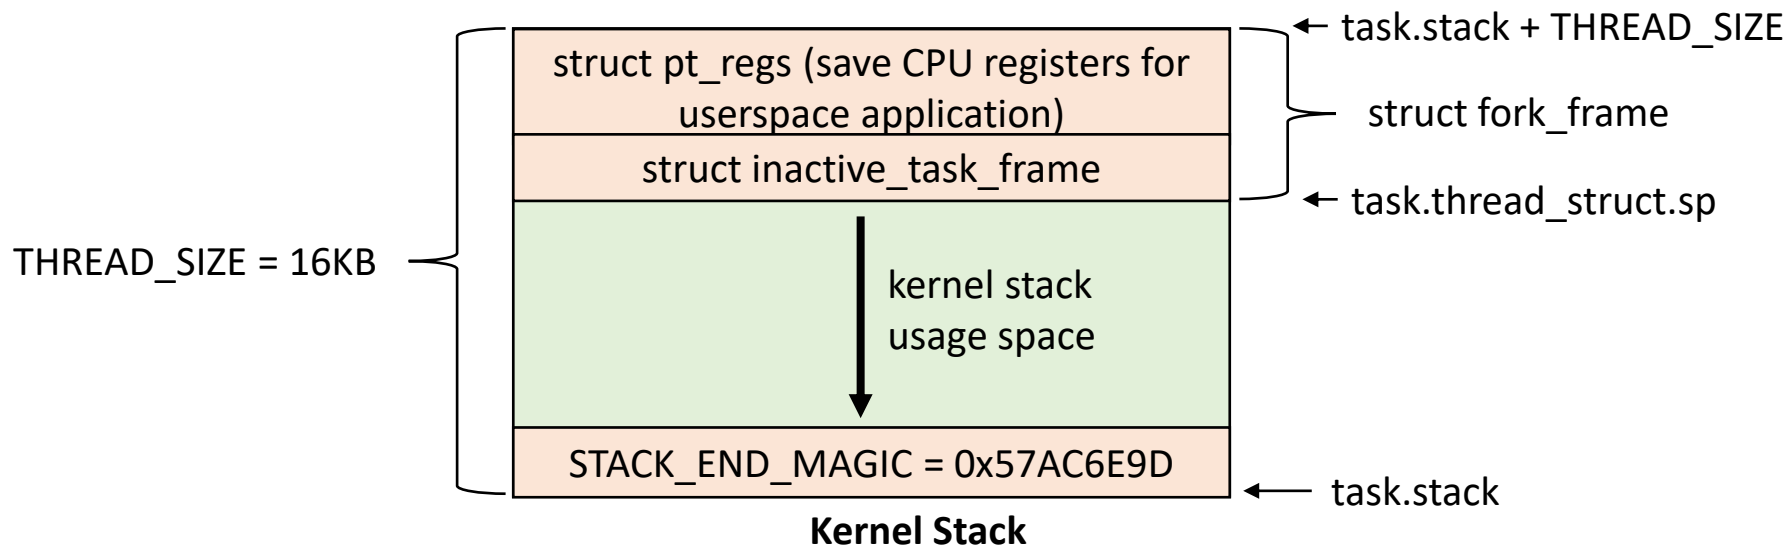 task.stack + THREAD_SIZE
struct pt_regs (save CPU registers for
userspace application)
struct fork_frame
struct inactive_task_frame
task.thread_struct.sp
THREAD_SIZE = 16KB
kernel stack
usage space
STACK_END_MAGIC = 0x57AC6E9D
task.stack
Kernel Stack